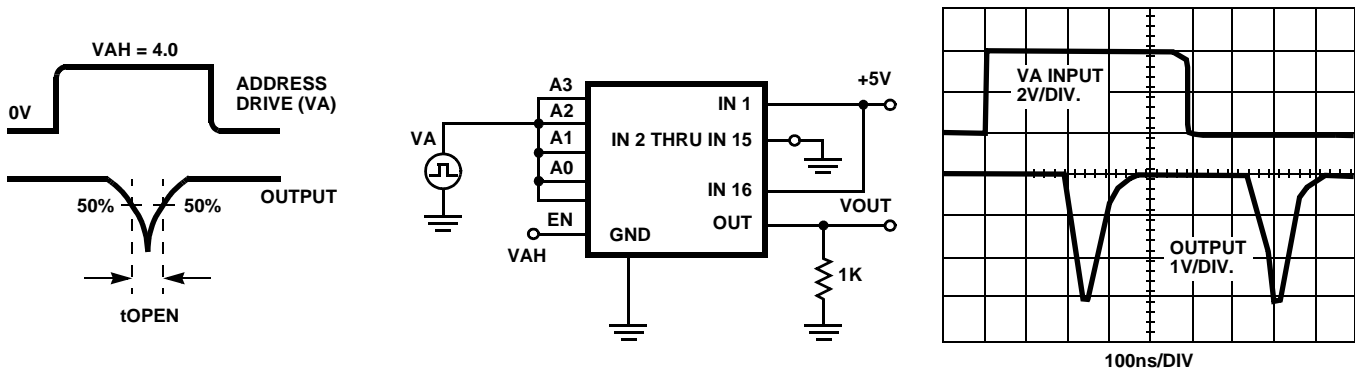 VAH = 4.0
ADDRESS
DRIVE (VA)
0V
OUTPUT
50%
50%
tOPEN
A3
A2
A1
A0
EN
VA
VAH
GND
IN 1
IN 2 THRU IN 15
IN 16
OUT
+5V
VOUT
1K
VA INPUT
2V/DIV.
OUTPUT
1V/DIV.
100ns/DIV